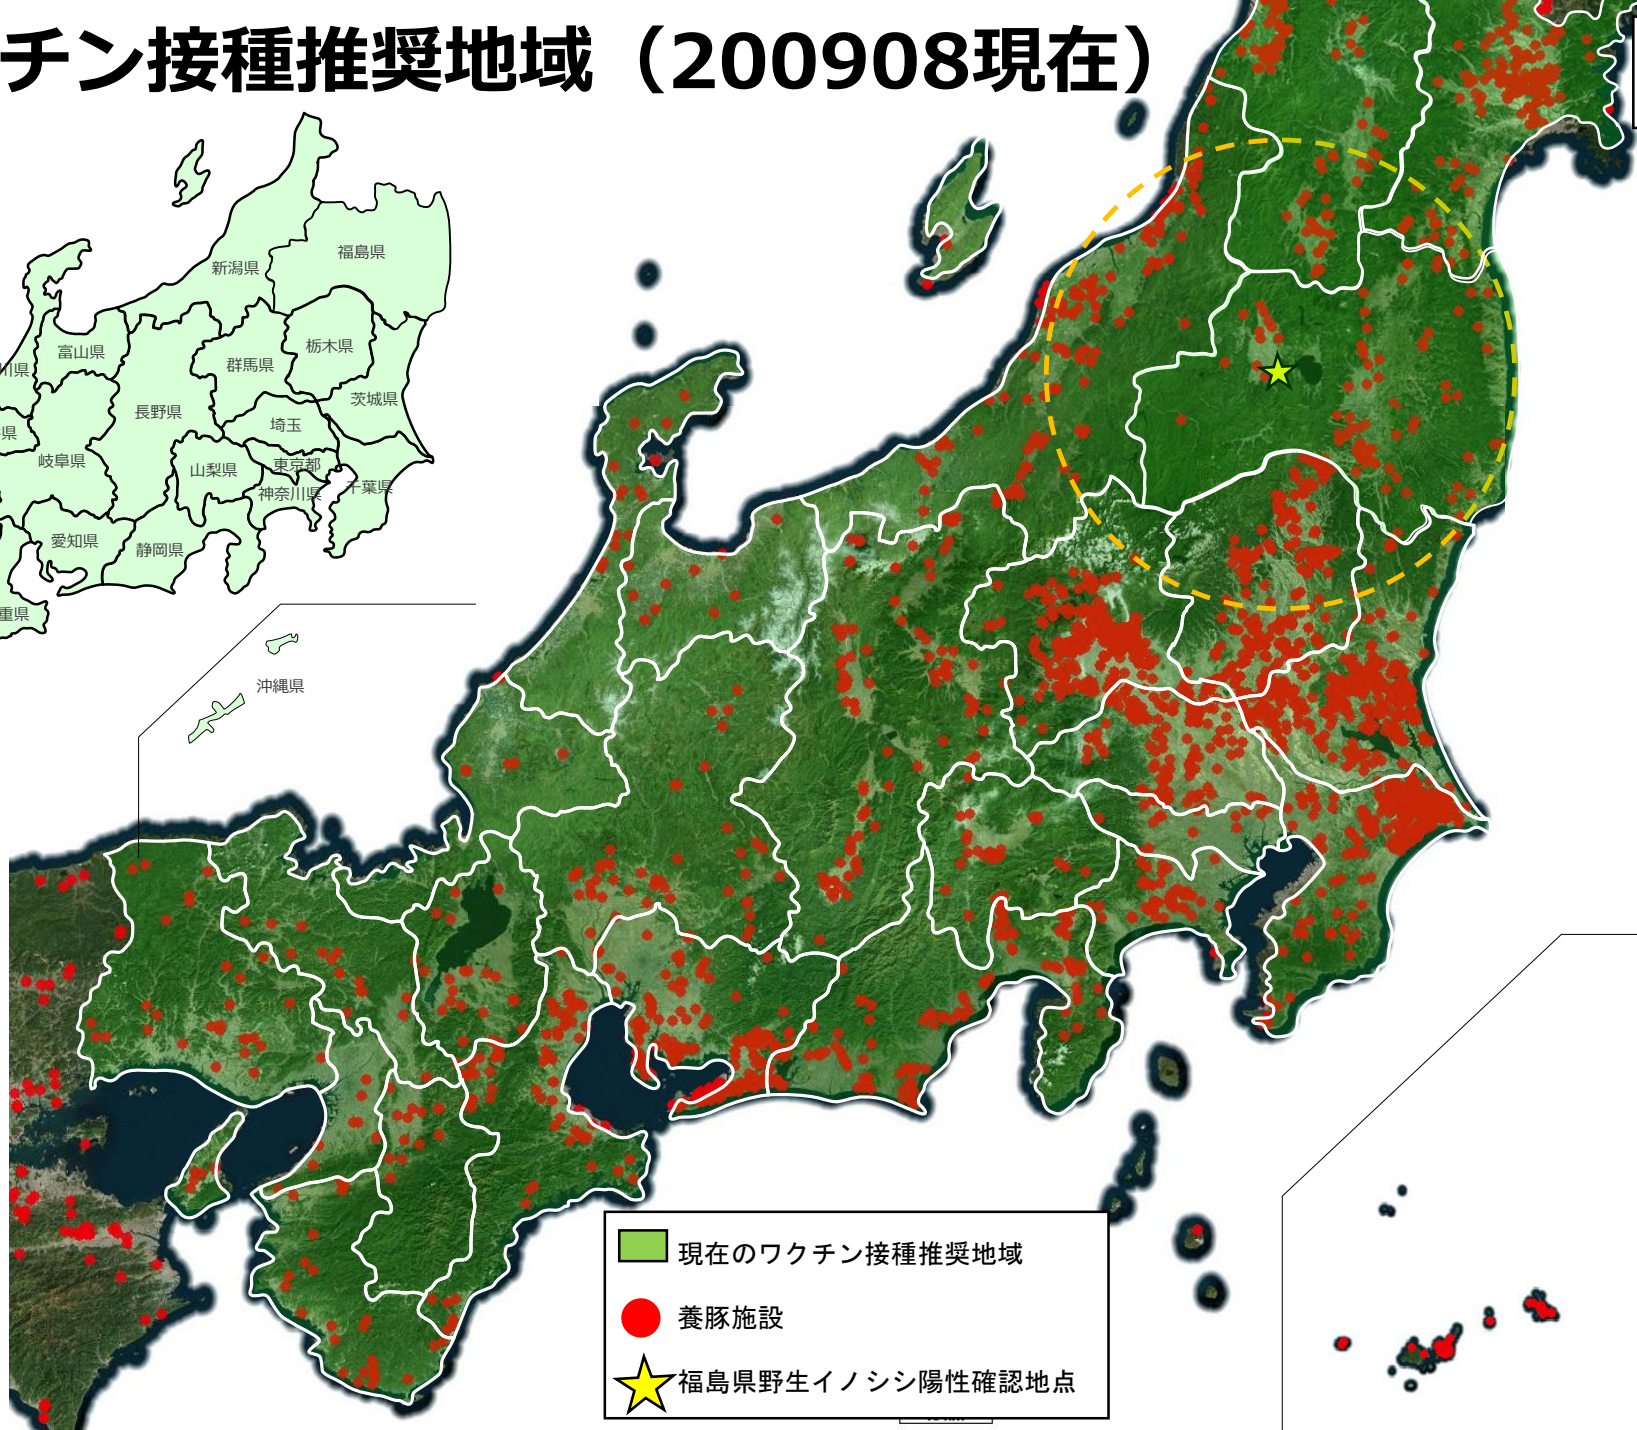 チン接種推奨地域（200908現在）
新潟県
福島県
富山県
群馬県
栃木県
川県
長野県
茨城県
埼玉
県
岐阜県
山梨県
東京都
神奈川県
千葉県
愛知県
静岡県
重県
沖縄県
現在のワクチン接種推奨地域
養豚施設
福島県野生イノシシ陽性確認地点